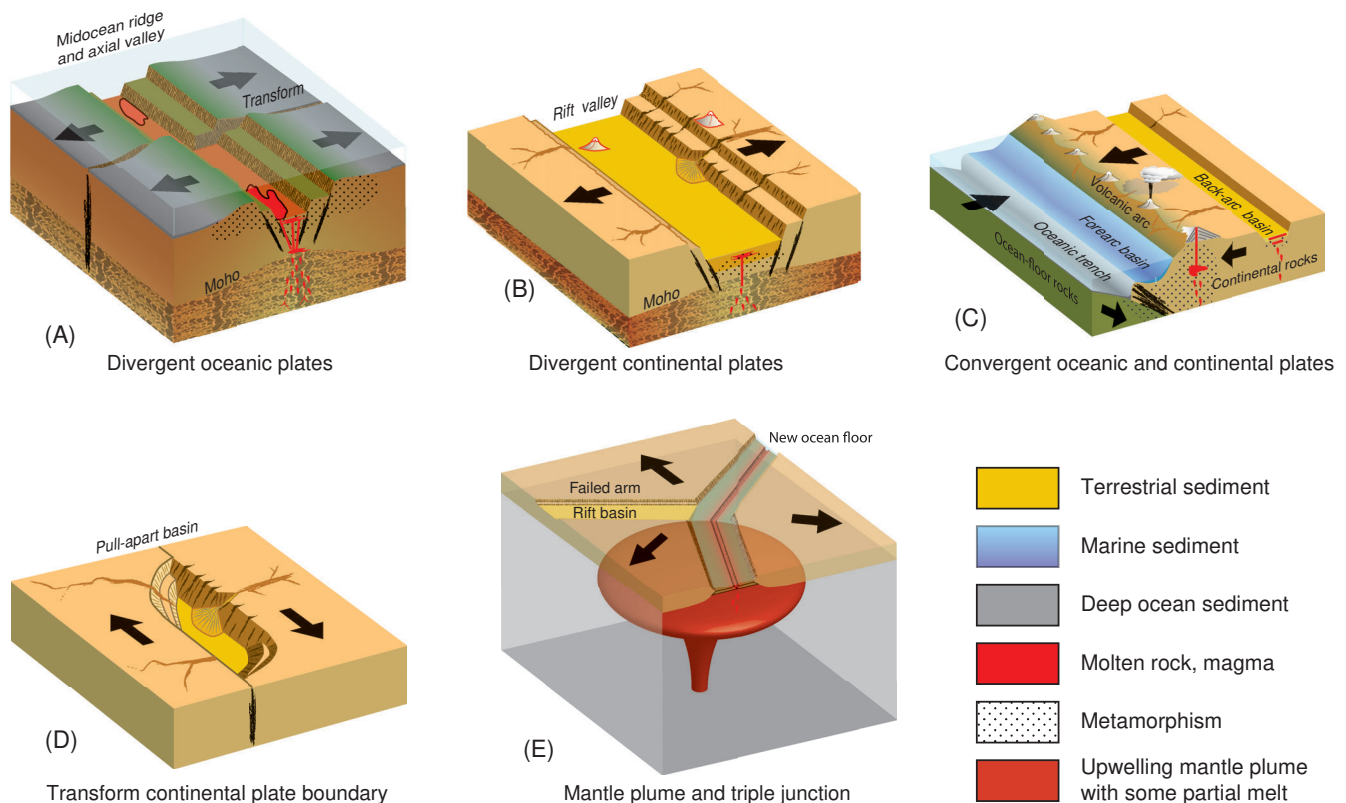 Midocean ridge
and axial valley
Transform
Moho
(A)
Divergent oceanic plates
Rift valley
Moho
(B)
Divergent continental plates
Volcanic arc
Back-arc basin
Forearc basin
Oceanic trench
Ocean-floor rocks
Continental rocks
(C)
Convergent oceanic and continental plates
Pull-apart basin
(D)
Transform continental plate boundary
New ocean floor
Failed arm
Rift basin
(E)
Mantle plume and triple junction
Terrestrial sediment
Marine sediment
Deep ocean sediment
Molten rock, magma
Metamorphism
Upwelling mantle plume
with some partial melt